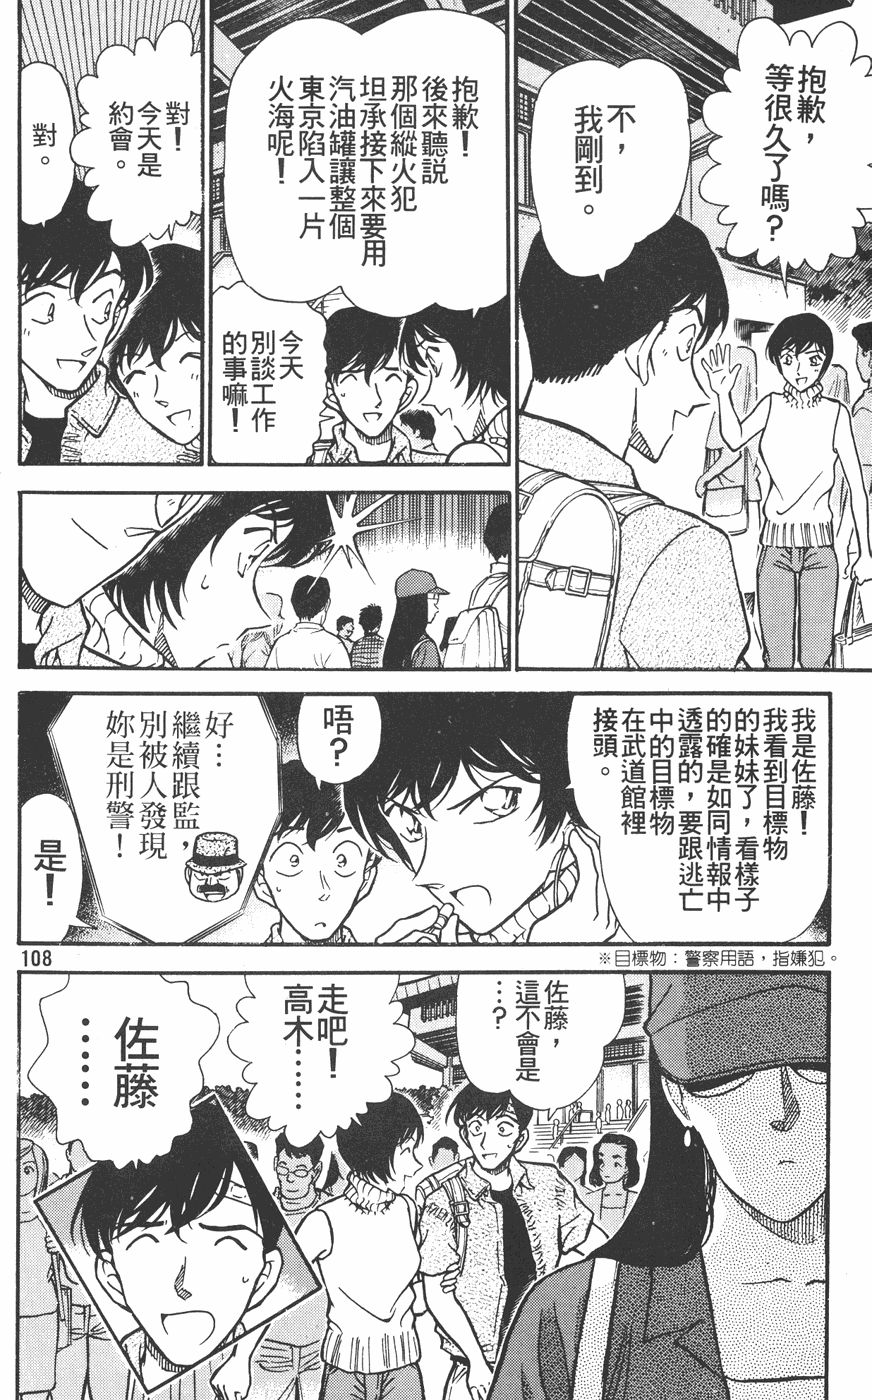 抱歉，
等很久了嗎？
不，
我剛到。
抱歉！
後來聽說
那個縱火犯
坦承接下來要用
汽油罐讓整個
東京陷入一片
火海呢！
今天
別談工作
的事嘛！
對！
今天是
約會。
對。
我是佐藤！
我看到目標物
的妹妹了，看樣子
的確是如同情報中
透露的，要跟逃亡
中的目標物
在武道館裡
接頭。
唔？
好…
繼續跟監，
別被人發現
妳是刑警！
是！
※目標物：警察用語，指嫌犯。
108
佐藤，
這不會是
…？
走吧！
高木……
佐藤
……